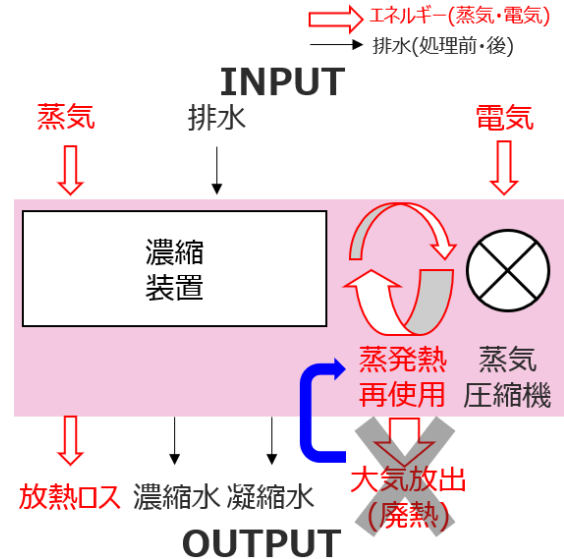 エネルギー(蒸気・電気)
排水(処理前・後)
INPUT
蒸気
排水
電気
濃縮
装置
蒸発熱
再使用
蒸気
圧縮機
放熱ロス
濃縮水
凝縮水
大気放出
(廃熱)
OUTPUT